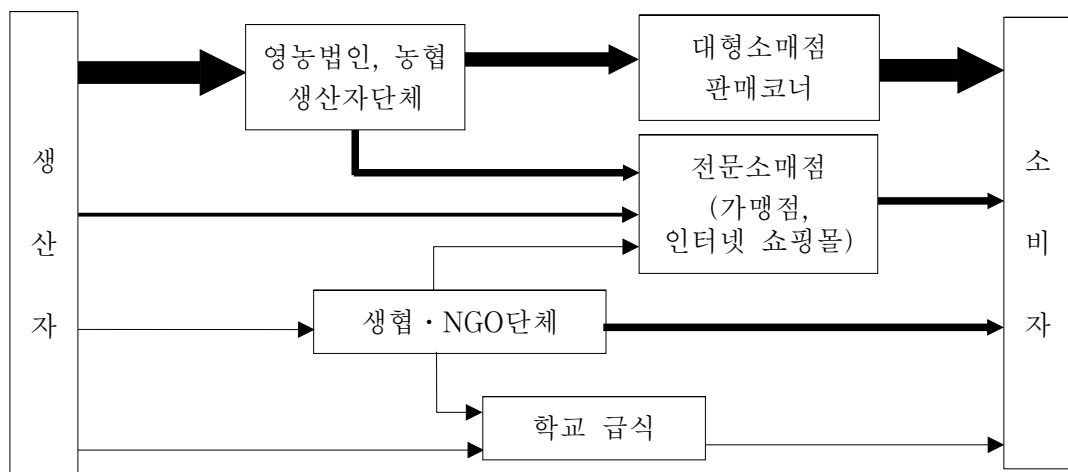 생
산
자
영농법인, 농협
생산자단체
대형소매점
판매코너
전문소매점
(가맹점,
인터넷 쇼핑몰)
생협·NGO단체
학교 급식
소
비
자